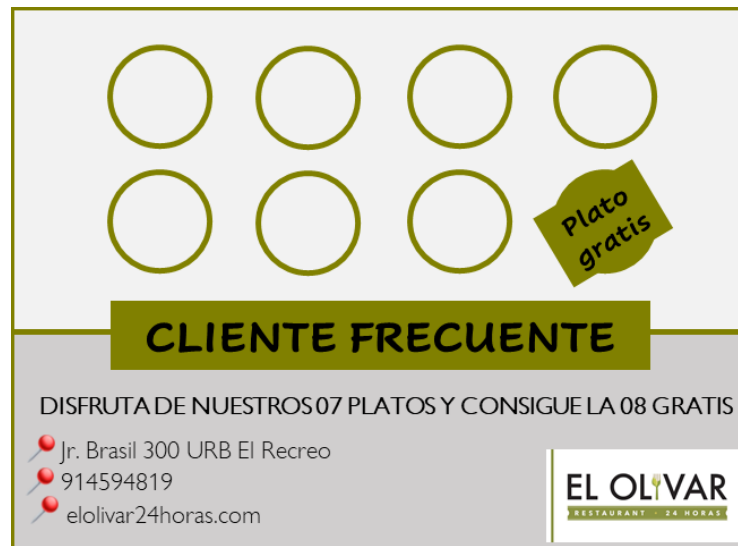 Plato
gratis
CLIENTE FRECUENTE
DISFRUTA DE NUESTROS 07 PLATOS Y CONSIGUE LA 08 GRATIS
Jr. Brasil 300 URB El Recreo
914594819
elolivar24horas.com
EL OLIVAR
RESTAURANT · 24 HORAS